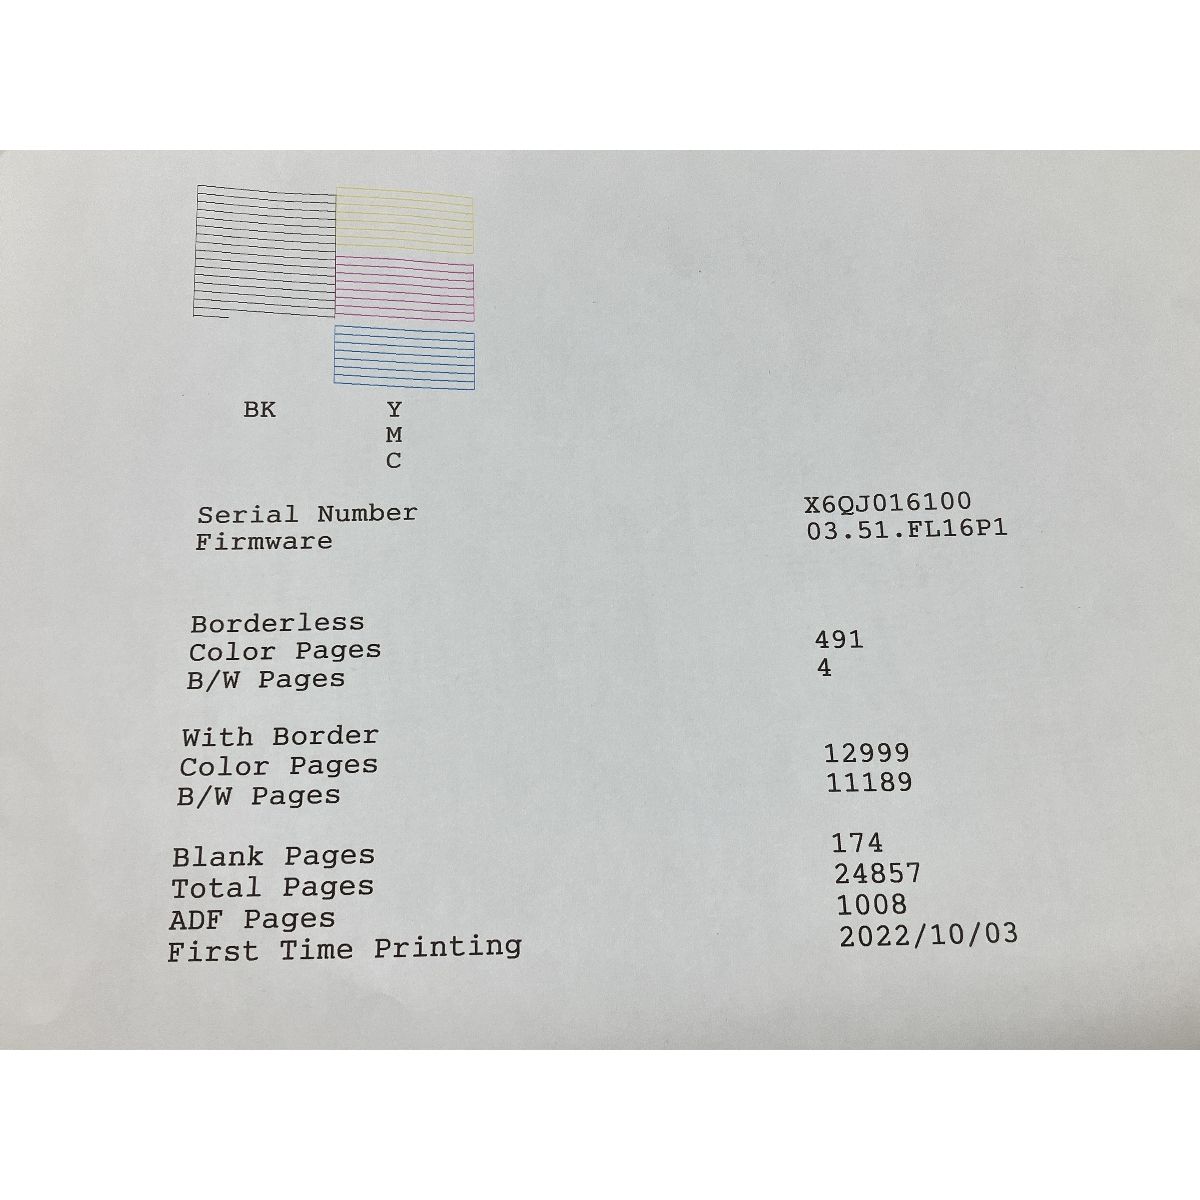 BK Y
M
C
Serial Number X6QJ016100
Firmware 03.51.FL16P1
Borderless
Color Pages 491
B/W Pages 4
With Border
Color Pages 12999
B/W Pages 11189
Blank Pages 174
Total Pages 24857
ADF Pages 1008
First Time Printing 2022/10/03